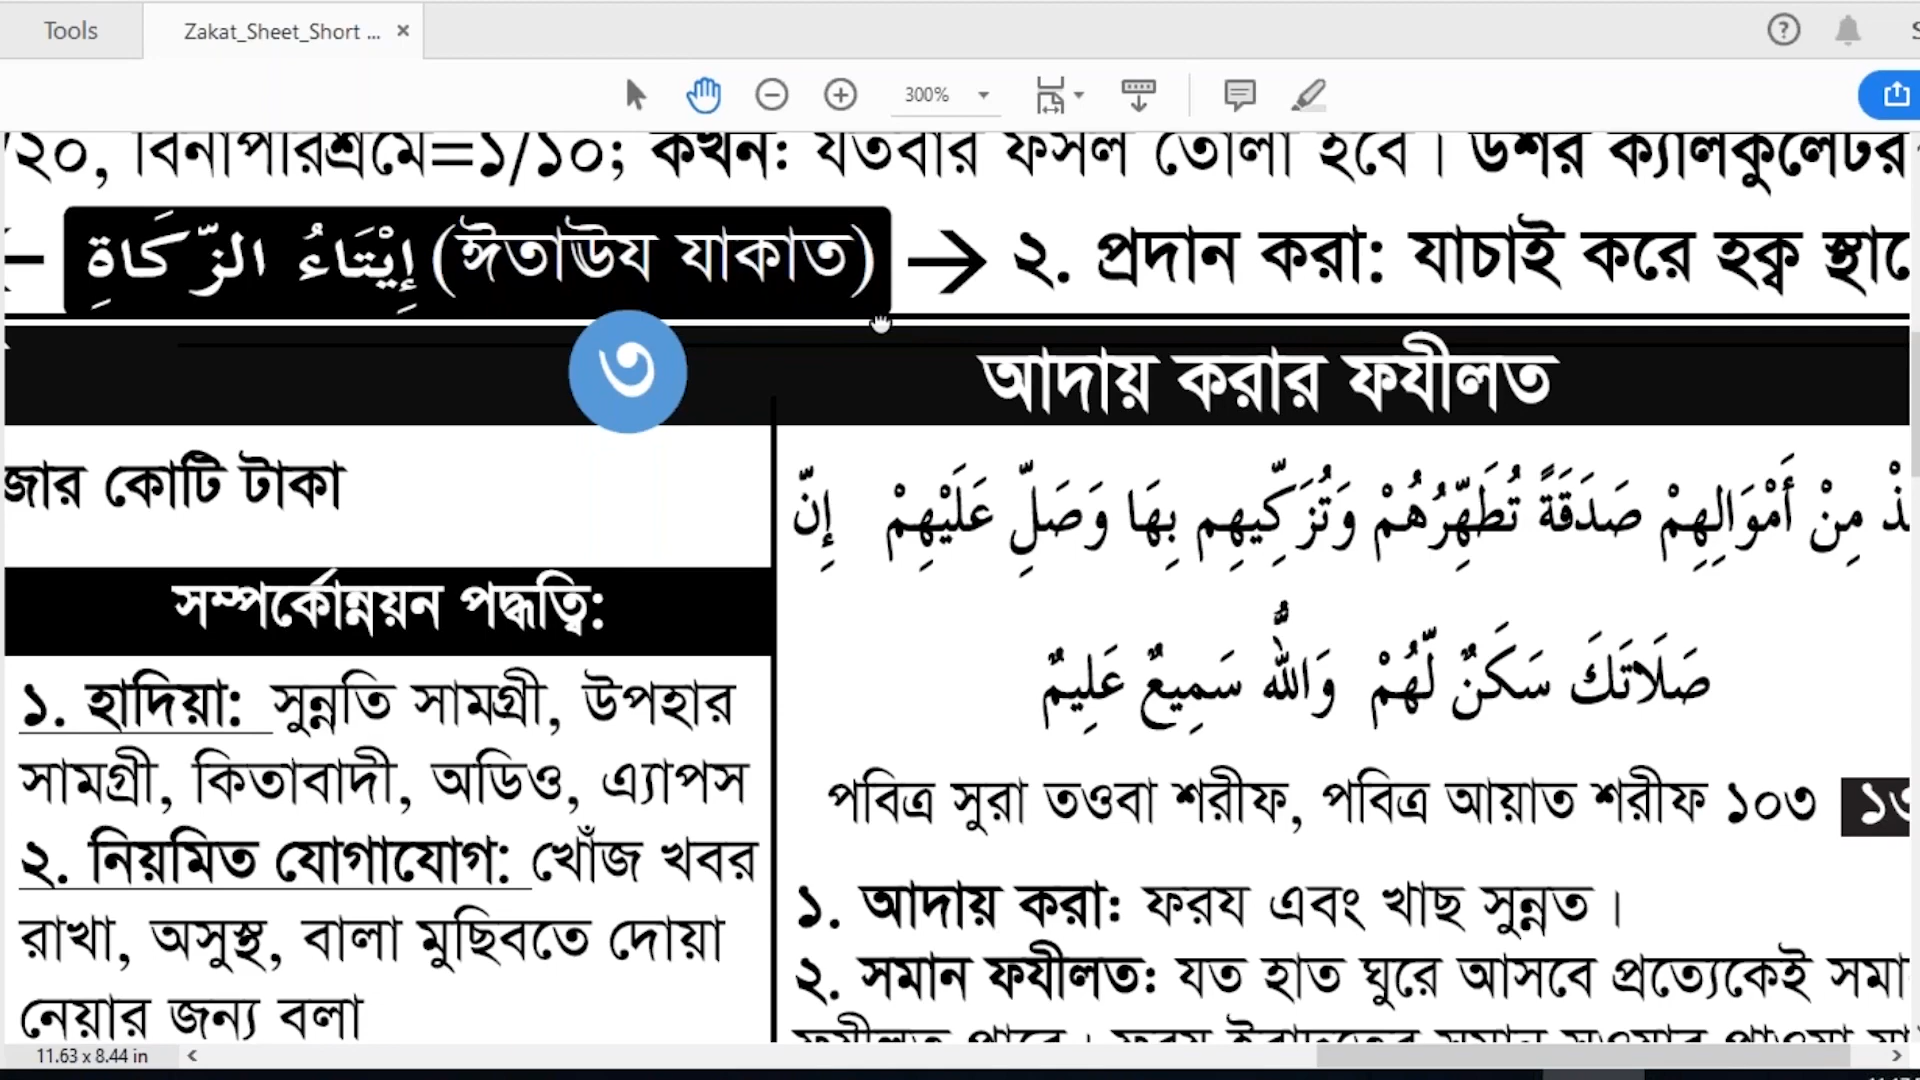 Tools
Zakat_Sheet_Short ...
300%
২০, বিনাপরিশ্রমে=১/১০; কখন: যতবার ফসল তোলা হবে। উশর ক্যালকুলেটর
إِيْتَاءُ الزَّكَاةِ (ঈতাউয যাকাত) → ২. প্রদান করা: যাচাই করে হক্ব
৩
আদায় করার ফযীলত
কোটি টাকা
مِنْ أَمْوَالِهِمْ صَدَقَةً تُطَهِّرُهُمْ وَتُزَكِّيهِم بِهَا وَصَلِّ عَلَيْهِمْ إِنَّ
صَلَاتَكَ سَكَنٌ لَّهُمْ وَاللَّهُ سَمِيعٌ عَلِيمٌ
পবিত্র সুরা তওবা শরীফ, পবিত্র আয়াত শরীফ ১০৩
সম্পর্কোন্নয়ন পদ্ধত্বি:
১. হাদিয়া: সুন্নতি সামগ্রী, উপহার
সামগ্রী, কিতাবাদী, অডিও, এ্যাপস
২. নিয়মিত যোগাযোগ: খোঁজ খবর
রাখা, অসুস্থ, বালা মুছিবতে দোয়া
নেয়ার জন্য বলা
১. আদায় করা: ফরয এবং খাছ সুন্নত।
২. সমান ফযীলত: যত হাত ঘুরে আসবে প্রত্যেকেই
11.63 x 8.44 in